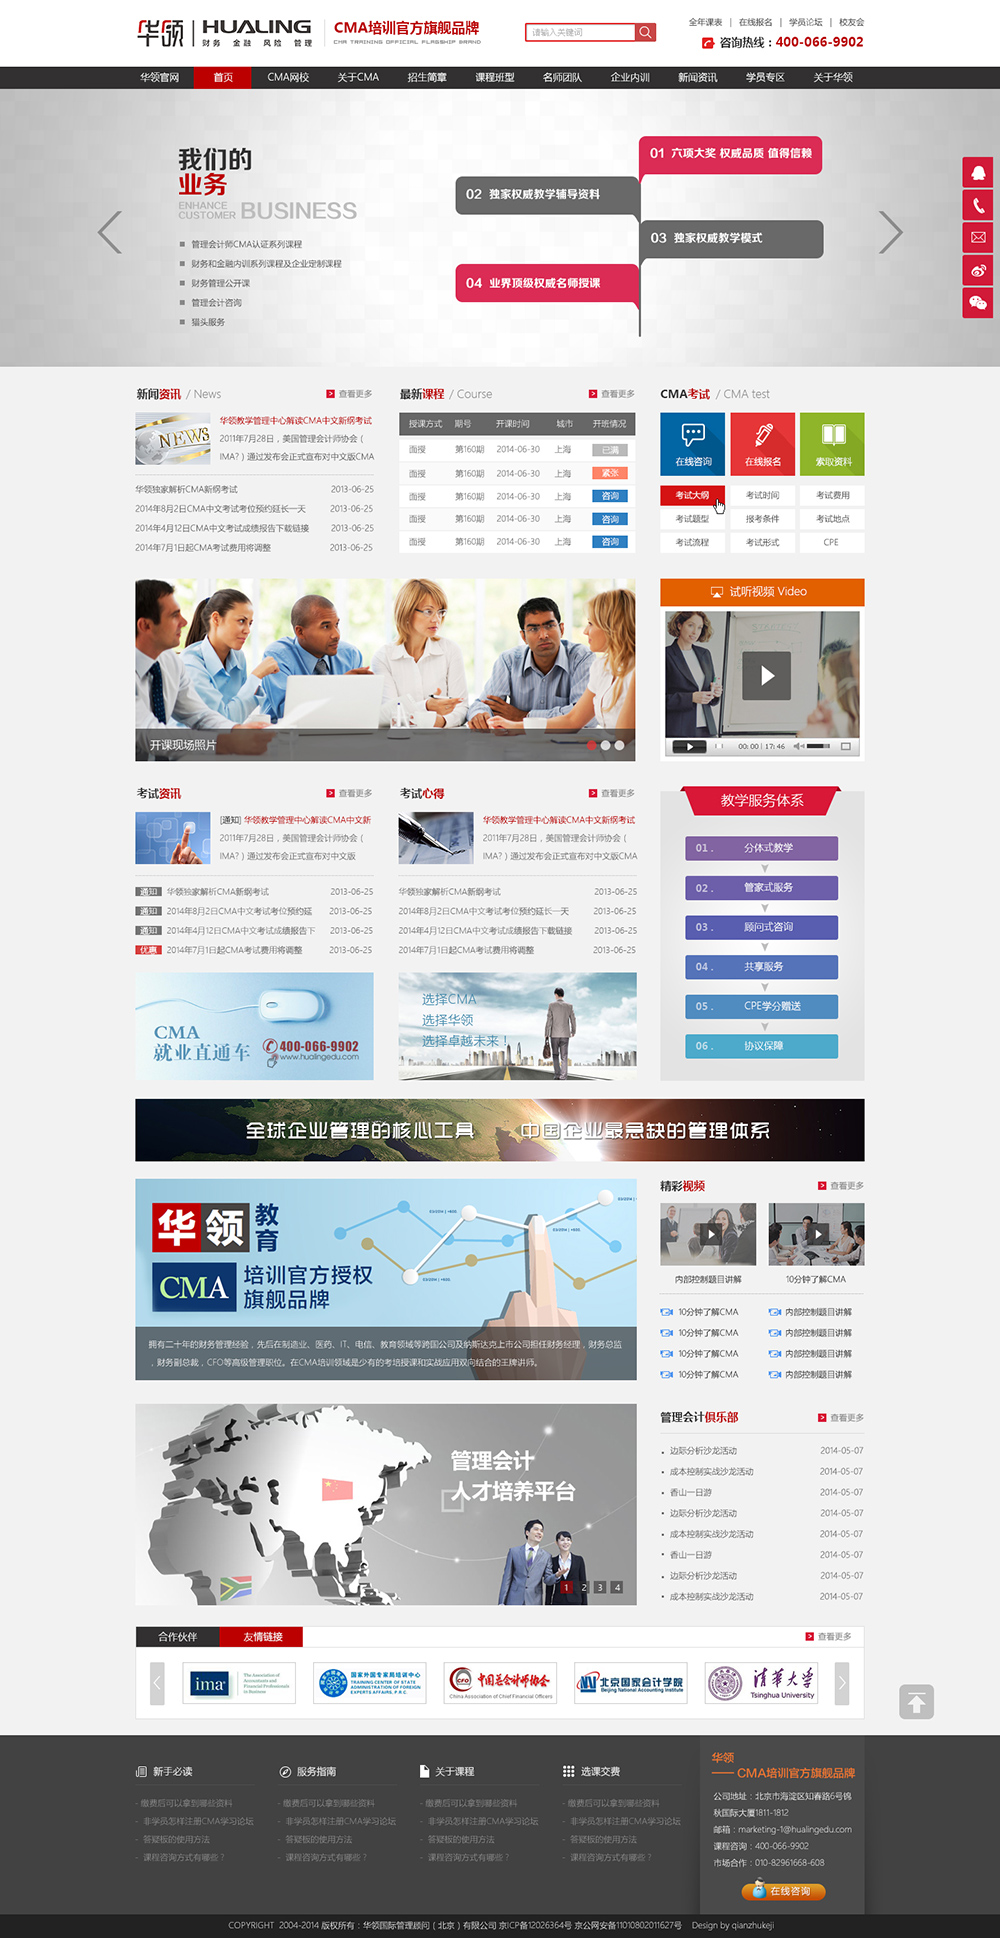 华领 HUALING
财务 金融 风险 管理
CMA培训官方旗舰品牌
CMA TRAINING OFFICIAL FLAGSHIP BRAND
请输入关键词
全年课表 | 在线报名 | 学员论坛 | 校友会
咨询热线：400-066-9902
华领官网 首页 CMA网校 关于CMA 招生简章 课程班型 名师团队 企业内训 新闻资讯 学员专区 关于华领
我们的
业务
ENHANCE
CUSTOMER BUSINESS
管理会计师CMA认证系列课程
财务和金融内训系列课程及企业定制课程
财务管理公开课
管理会计咨询
猫头服务
01 六项大奖 权威品质 值得信赖
02 独家权威教学辅导资料
03 独家权威教学模式
04 业界顶级权威名师授课
新闻资讯 / News
查看更多
NEWS
华领教学管理中心解读CMA中文新纲考试
2011年7月28日，美国管理会计师协会（
IMA?）通过发布会正式宣布对中文版CMA
华领独家解析CMA新纲考试 2013-06-25
2014年8月2日CMA中文考试考位预约延长一天 2013-06-25
2014年4月12日CMA中文考试成绩报告下载链接 2013-06-25
2014年7月1日起CMA考试费用将调整 2013-06-25
最新课程 / Course
查看更多
授课方式 期号 开课时间 城市 开班情况
面授 第160期 2014-06-30 上海 已满
面授 第160期 2014-06-30 上海 紧张
面授 第160期 2014-06-30 上海 咨询
面授 第160期 2014-06-30 上海 咨询
面授 第160期 2014-06-30 上海 咨询
CMA考试 / CMA test
在线咨询 在线报名 索取资料
考试大纲 考试时间 考试费用
考试题型 报考条件 考试地点
考试流程 考试形式 CPE
开课现场照片
试听视频 Video
00: 00 | 17: 46
考试资讯
查看更多
[通知] 华领教学管理中心解读CMA中文新
2011年7月28日，美国管理会计师协会（
IMA?）通过发布会正式宣布对中文版
通知 华领独家解析CMA新纲考试 2013-06-25
通知 2014年8月2日CMA中文考试考位预约延 2013-06-25
通知 2014年4月12日CMA中文考试成绩报告下 2013-06-25
优惠 2014年7月1日起CMA考试费用将调整 2013-06-25
考试心得
查看更多
华领教学管理中心解读CMA中文新纲考试
2011年7月28日，美国管理会计师协会（
IMA?）通过发布会正式宣布对中文版CMA
华领独家解析CMA新纲考试 2013-06-25
2014年8月2日CMA中文考试考位预约延长一天 2013-06-25
2014年4月12日CMA中文考试成绩报告下载链接 2013-06-25
2014年7月1日起CMA考试费用将调整 2013-06-25
教学服务体系
01 . 分体式教学
02 . 管家式服务
03 . 顾问式咨询
04 . 共享服务
05 . CPE学分赠送
06 . 协议保障
CMA
就业直通车
400-066-9902
www.hualingedu.com
选择CMA
选择华领
选择卓越未来！
全球企业管理的核心工具 中国企业最急缺的管理体系
华领教育
CMA 培训官方授权
旗舰品牌
拥有二十年的财务管理经验，先后在制造业、医药、IT、电信、教育领域等跨国公司及纳斯达克上市公司担任财务经理，财务总监
，财务副总裁，CFO等高级管理职位。在CMA培训领域是少有的考培授课和实战应用双向结合的王牌讲师。
精彩视频
查看更多
内部控制题目讲解 10分钟了解CMA
10分钟了解CMA 内部控制题目讲解
10分钟了解CMA 内部控制题目讲解
10分钟了解CMA 内部控制题目讲解
10分钟了解CMA 内部控制题目讲解
管理会计
人才培养平台
1 2 3 4
管理会计俱乐部
查看更多
边际分析沙龙活动 2014-05-07
成本控制实战沙龙活动 2014-05-07
香山一日游 2014-05-07
边际分析沙龙活动 2014-05-07
成本控制实战沙龙活动 2014-05-07
香山一日游 2014-05-07
边际分析沙龙活动 2014-05-07
成本控制实战沙龙活动 2014-05-07
合作伙伴 友情链接
查看更多
ima The Association of
Accountants and
Financial Professionals
in Business
国家外国专家局培训中心
TRAINING CENTER OF STATE
ADMINISTRATION OF FOREIGN
EXPERTS AFFAIRS, P.R.C.
CFO 中国总会计师协会
China Association of Chief Financial Officers
北京国家会计学院
Beijing National Accounting Institute
清华大学
Tsinghua University
新手必读 服务指南 关于课程 选课交费
- 缴费后可以拿到哪些资料 - 缴费后可以拿到哪些资料 - 缴费后可以拿到哪些资料 - 缴费后可以拿到哪些资料
- 非学员怎样注册CMA学习论坛 - 非学员怎样注册CMA学习论坛 - 非学员怎样注册CMA学习论坛 - 非学员怎样注册CMA学习论坛
- 答疑板的使用方法 - 答疑板的使用方法 - 答疑板的使用方法 - 答疑板的使用方法
- 课程咨询方式有哪些？ - 课程咨询方式有哪些？ - 课程咨询方式有哪些？ - 课程咨询方式有哪些？
华领
—— CMA培训官方旗舰品牌
公司地址：北京市海淀区知春路6号锦
秋国际大厦1811-1812
邮箱：marketing-1@hualingedu.com
课程咨询：400-066-9902
市场合作：010-82961668-608
在线咨询
COPYRIGHT 2004-2014 版权所有：华领国际管理顾问（北京）有限公司 京ICP备12026364号 京公网安备11010802011627号 Design by qianzhukeji